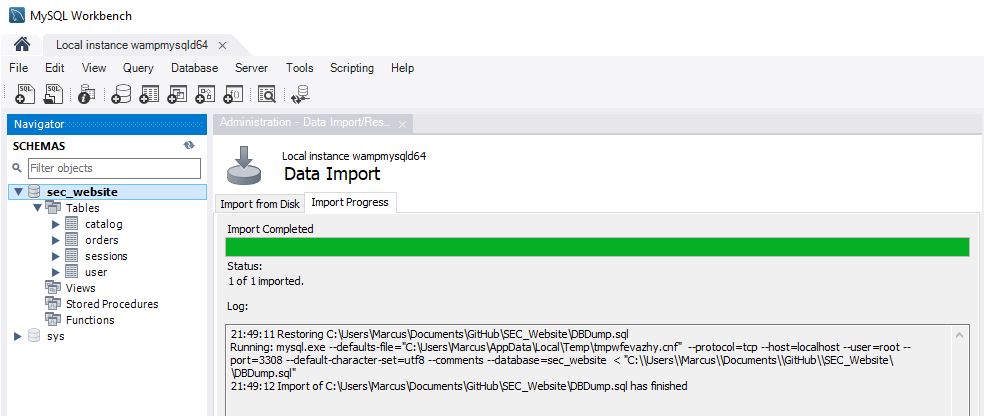 MySQL Workbench
Local instance wampmysqld64 ×
File Edit View Query Database Server Tools Scripting Help
SQL SQL
Navigator
Administration - Data Import/Res... ×
SCHEMAS
Local instance wampmysqld64
Data Import
Filter objects
sec_website
Tables
catalog
orders
sessions
user
Views
Stored Procedures
Functions
sys
Import from Disk Import Progress
Import Completed
Status:
1 of 1 imported.
Log:
21:49:11 Restoring C:\Users\Marcus\Documents\GitHub\SEC_Website\DBDump.sql
Running: mysql.exe --defaults-file="C:\Users\Marcus\AppData\Local\Temp\tmpwfevazhy.cnf" --protocol=tcp --host=localhost --user=root --
port=3308 --default-character-set=utf8 --comments --database=sec_website < "C:\\Users\\Marcus\\Documents\\GitHub\\SEC_Website\
\DBDump.sql"
21:49:12 Import of C:\Users\Marcus\Documents\GitHub\SEC_Website\DBDump.sql has finished